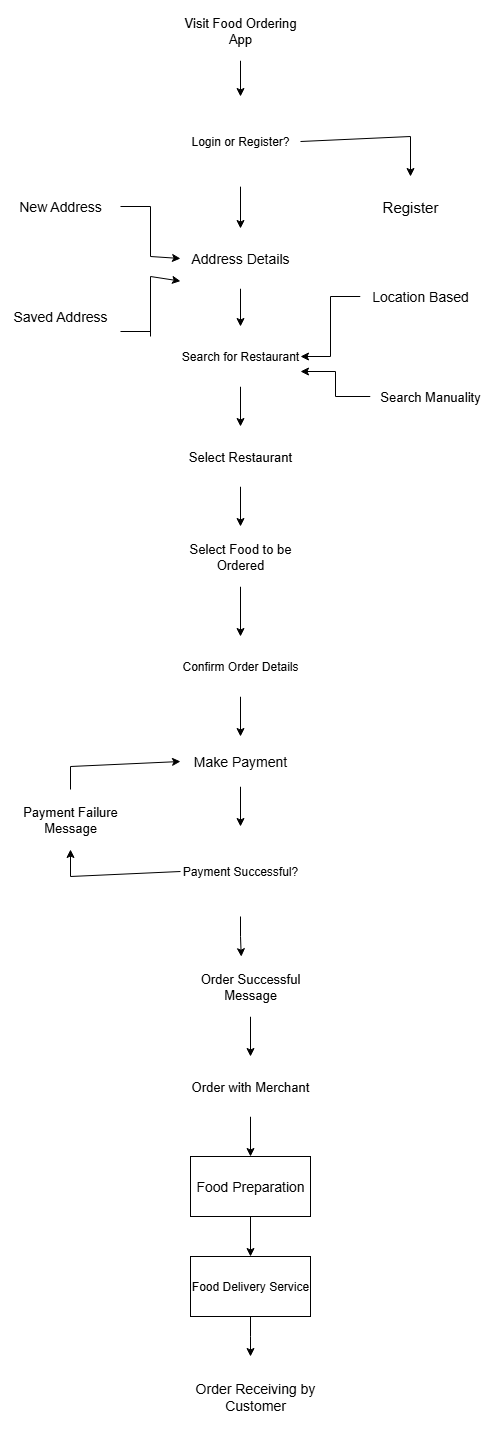 Visit Food Ordering
App
Login or Register?
New Address
Register
Address Details
Location Based
Saved Address
Search for Restaurant
Search Manuality
Select Restaurant
Select Food to be
Ordered
Confirm Order Details
Make Payment
Payment Failure
Message
Payment Successful?
Order Successful
Message
Order with Merchant
Food Preparation
Food Delivery Service
Order Receiving by
Customer